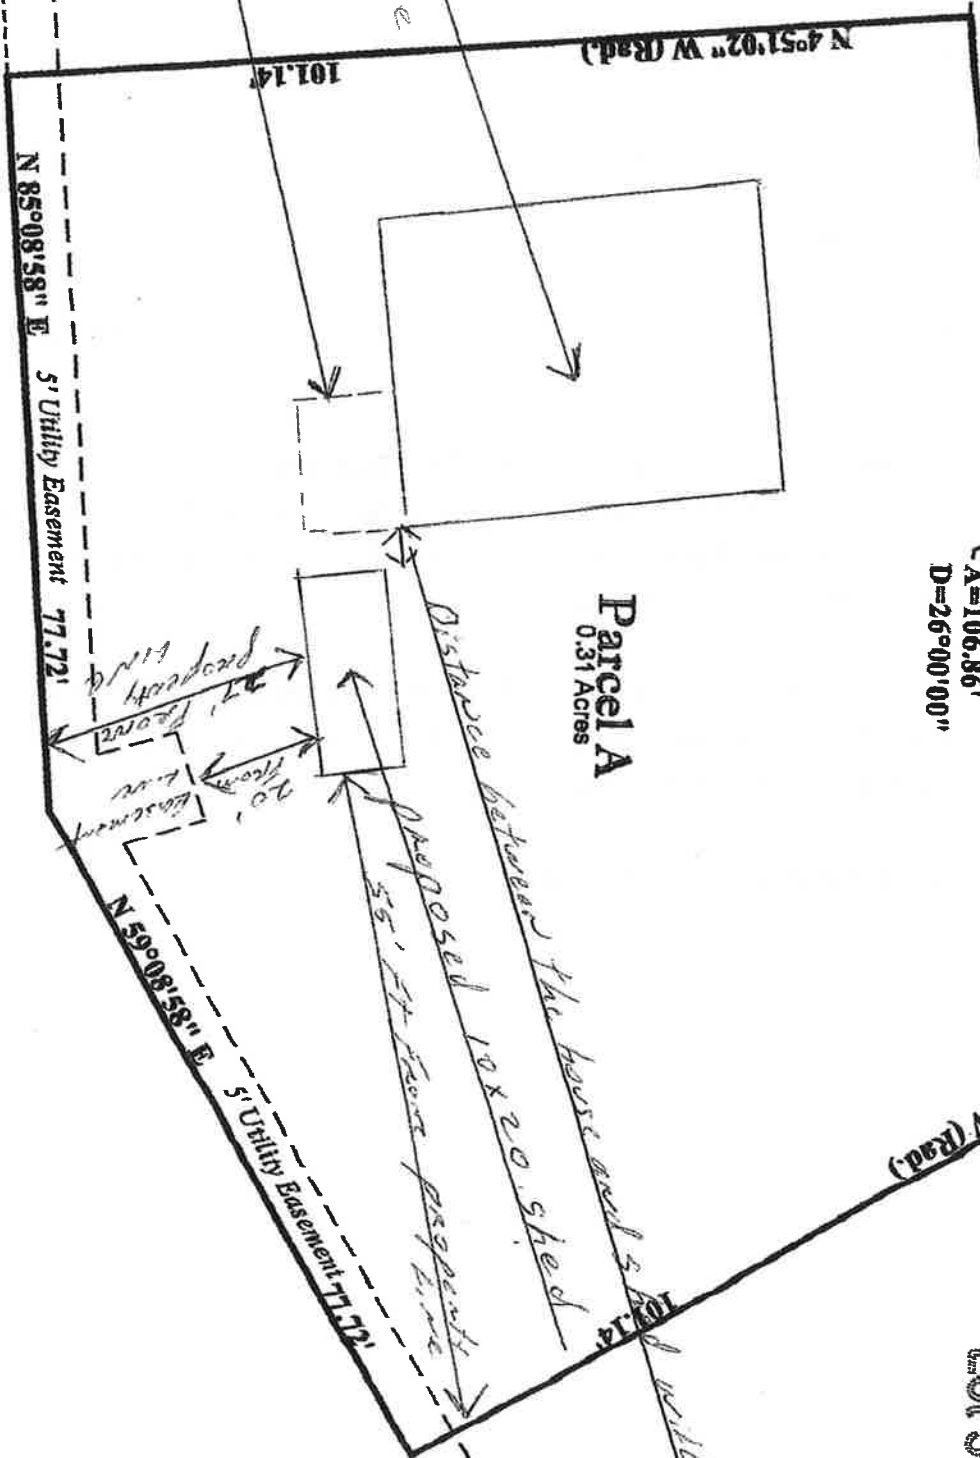 CA=106.86'
D=26°00'00"
N 4°51'02" W (Rad.)
101.14'
Parcel A
0.31 Acres
N 85°08'58" E
5' Utility Easement
77.72'
Distance between the house and shed will
proposed 10x20 shed
55' Ft From property
Line
20'
From
Easement
Line
27' From
property
Line
N 59°08'58" E
5' Utility Easement
77.72'
101.14'
(Rad.)